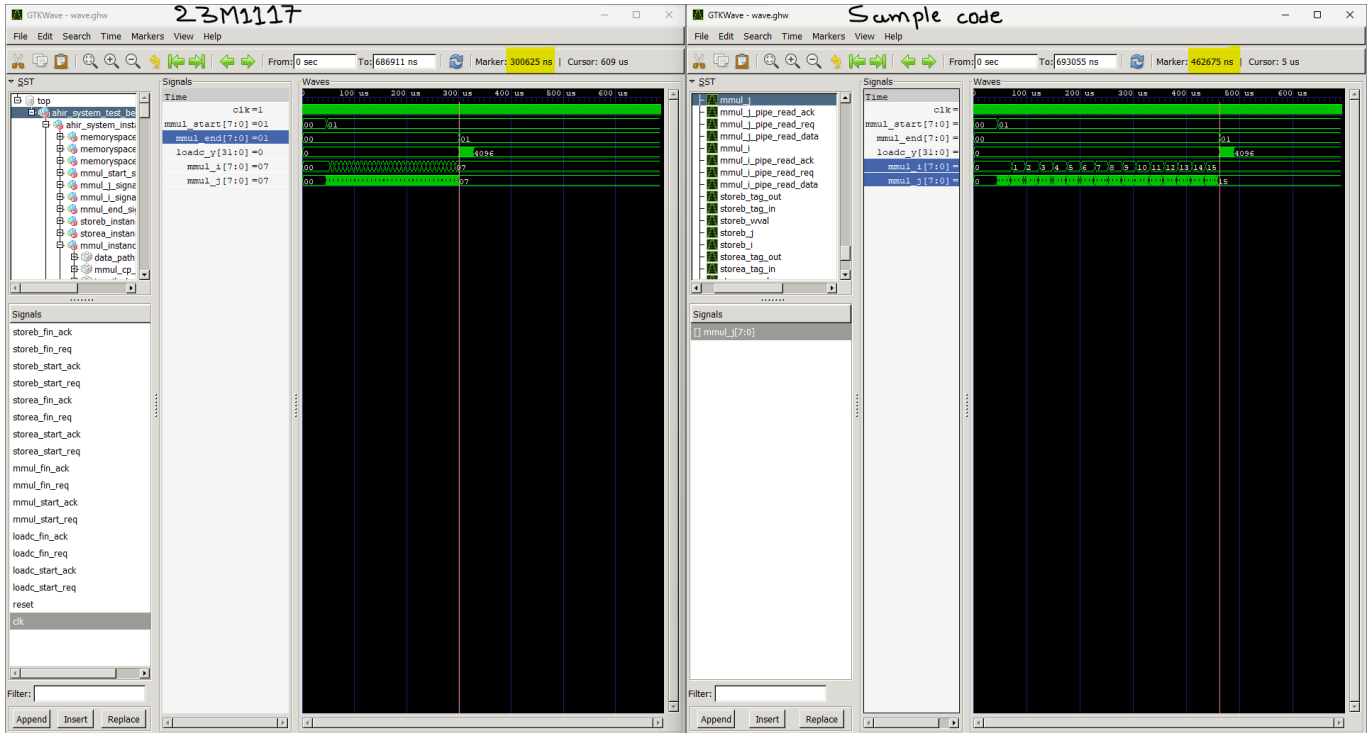 GTKWave - wave.ghw
23M1117
File Edit Search Time Markers View Help
From: 0 sec To: 686911 ns Marker: 300625 ns | Cursor: 609 us
SST
top
ahir_system_test_be
ahir_system_insta
memoryspace
memoryspace
memoryspace
mmul_start_s
mmul_j_signa
mmul_i_signa
mmul_end_si
storeb_instan
storea_instan
mmul_instanc
data_path
mmul_cp_
Signals
storeb_fin_ack
storeb_fin_req
storeb_start_ack
storeb_start_req
storea_fin_ack
storea_fin_req
storea_start_ack
storea_start_req
mmul_fin_ack
mmul_fin_req
mmul_start_ack
mmul_start_req
loadc_fin_ack
loadc_fin_req
loadc_start_ack
loadc_start_req
reset
clk
Filter:
Append Insert Replace
Signals
Time
clk=1
mmul_start[7:0]=01
mmul_end[7:0]=01
loadc_y[31:0]=0
mmul_i[7:0]=07
mmul_j[7:0]=07
Waves
100 us 200 us 300 us 400 us 500 us 600 us
00 01
00 01
0 4096
00 07
00 07
GTKWave - wave.ghw
Sample code
File Edit Search Time Markers View Help
From: 0 sec To: 693055 ns Marker: 462675 ns | Cursor: 5 us
SST
mmul_j
mmul_j_pipe_read_ack
mmul_j_pipe_read_req
mmul_j_pipe_read_data
mmul_i
mmul_i_pipe_read_ack
mmul_i_pipe_read_req
mmul_i_pipe_read_data
storeb_tag_out
storeb_tag_in
storeb_wval
storeb_j
storeb_i
storea_tag_out
storea_tag_in
Signals
[] mmul_j[7:0]
Filter:
Append Insert Replace
Signals
Time
clk=
mmul_start[7:0]=
mmul_end[7:0]=
loadc_y[31:0]=
mmul_i[7:0]=
mmul_j[7:0]=
Waves
100 us 200 us 300 us 400 us 500 us 600 us
00 01
00 01
0 4096
0 1 2 3 4 5 6 7 8 9 10 11 12 13 14 15
0 15